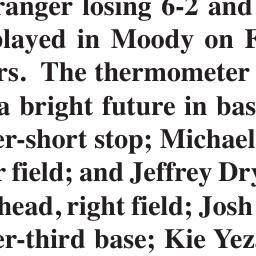 ranger losing 6-2 and
played in Moody on F
rs. The thermometer
a bright future in bas
er-short stop; Michael
r field; and Jeffrey Dry
head, right field; Josh
er-third base; Kie Yez